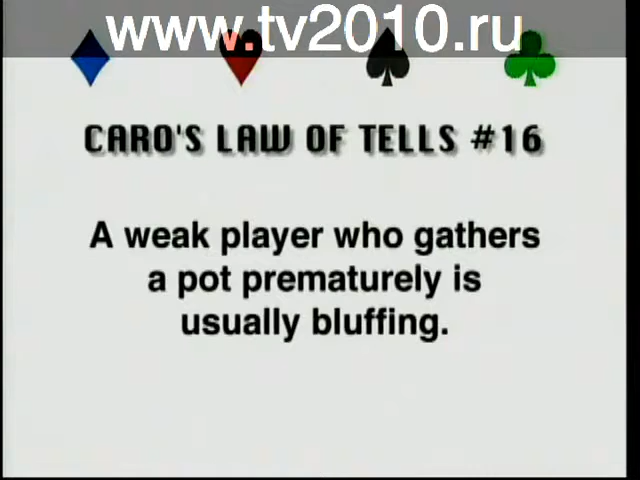 www.tv2010.ru
CARO'S LAW OF TELLS #16
A weak player who gathers
a pot prematurely is
usually bluffing.